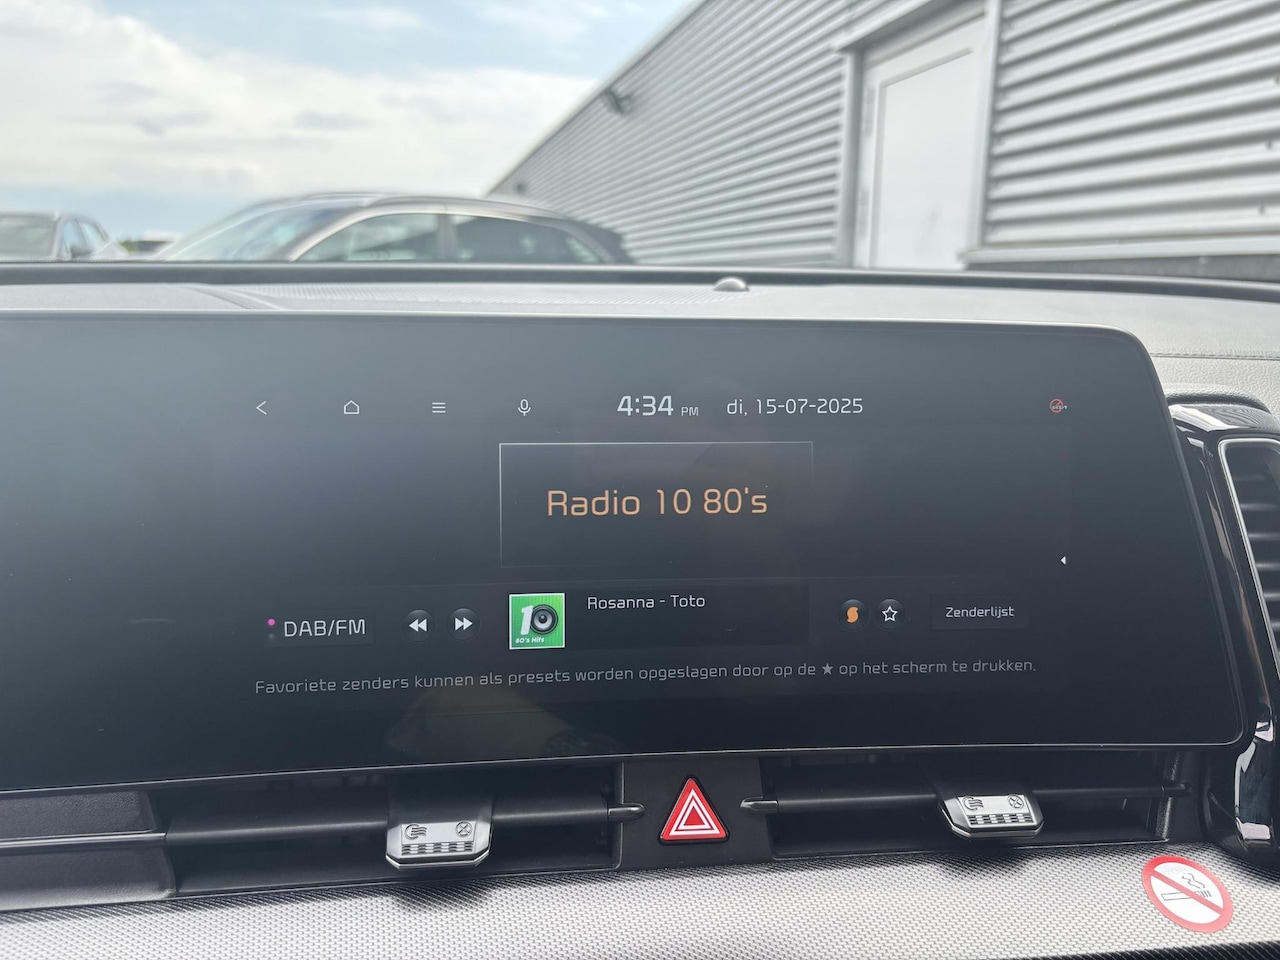 4:34 PM di, 15-07-2025
Radio 10 80's
DAB/FM
10
80's Hits
Rosanna - Toto
Zenderlijst
Favoriete zenders kunnen als presets worden opgeslagen door op de ★ op het scherm te drukken.